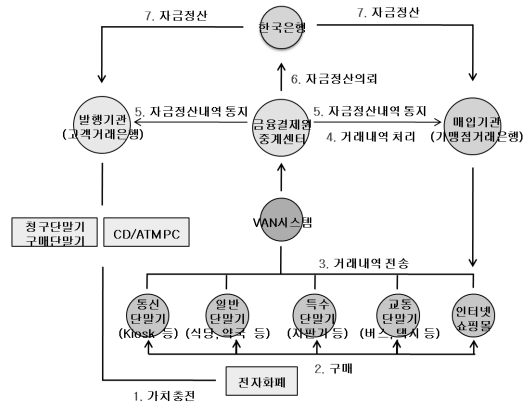 7. 자금정산
7. 자금정산
한국은행
6. 자금정산의뢰
발행기관
(고객거래은행)
5. 자금정산내역 통지
금융결제원
중계센터
5. 자금정산내역 통지
4. 거래내역 처리
매입기관
(가맹점거래은행)
청구단말기
구매단말기
CD/ATMPC
VAN시스템
3. 거래내역 전송
통신
단말기
(Kiosk 등)
일반
단말기
(식당, 약국 등)
특수
단말기
(자판기 등)
교통
단말기
(버스, 택시 등)
인터넷
쇼핑몰
2. 구매
전자화폐
1. 가치충전